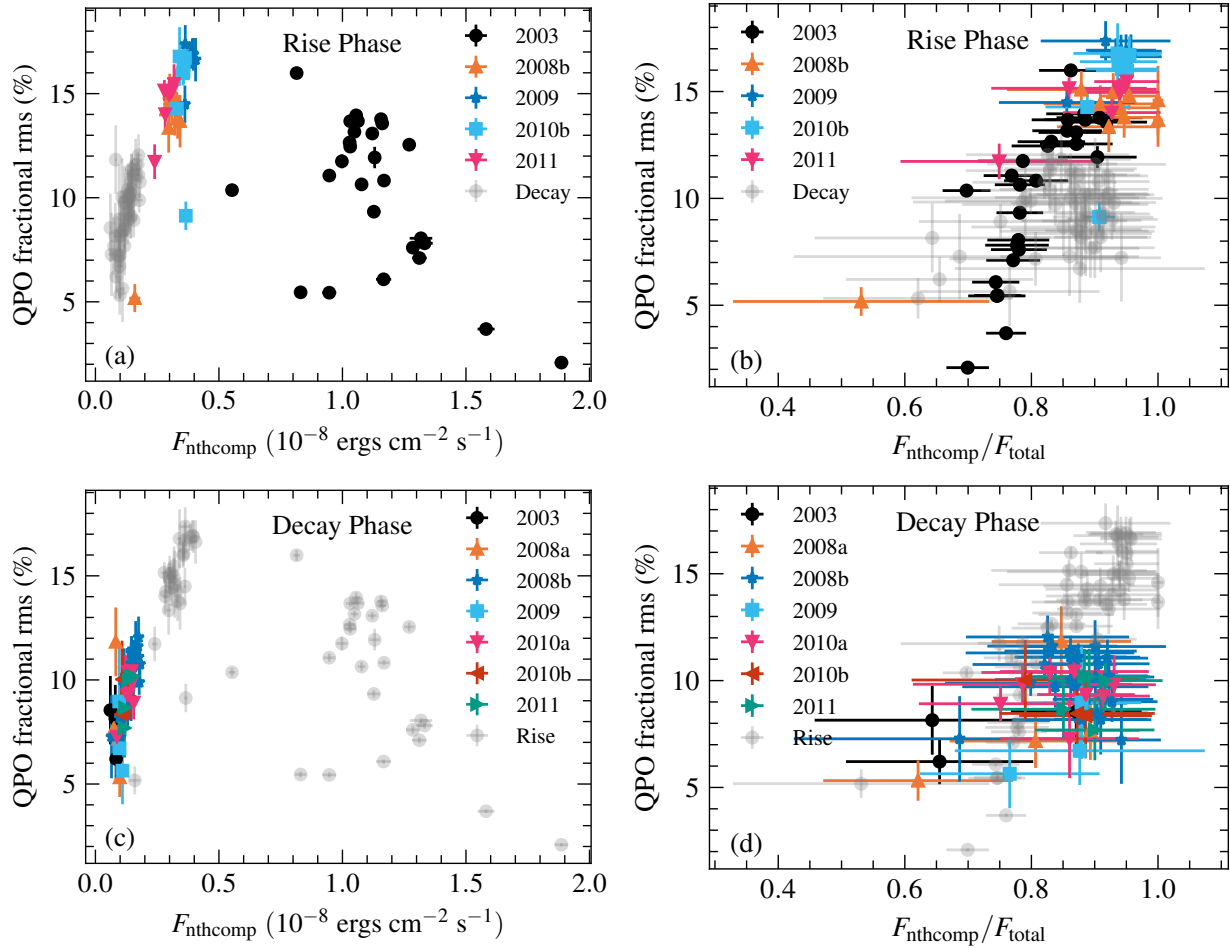 Rise Phase
2003
2008b
2009
2010b
2011
Decay
QPO fractional rms (%)
15
10
5
(a)
0.0 0.5 1.0 1.5 2.0
F_nthcomp (10⁻⁸ ergs cm⁻² s⁻¹)
Rise Phase
2003
2008b
2009
2010b
2011
Decay
QPO fractional rms (%)
15
10
5
(b)
0.4 0.6 0.8 1.0
F_nthcomp/F_total
Decay Phase
2003
2008a
2008b
2009
2010a
2010b
2011
Rise
QPO fractional rms (%)
15
10
5
(c)
0.0 0.5 1.0 1.5 2.0
F_nthcomp (10⁻⁸ ergs cm⁻² s⁻¹)
Decay Phase
2003
2008a
2008b
2009
2010a
2010b
2011
Rise
QPO fractional rms (%)
15
10
5
(d)
0.4 0.6 0.8 1.0
F_nthcomp/F_total